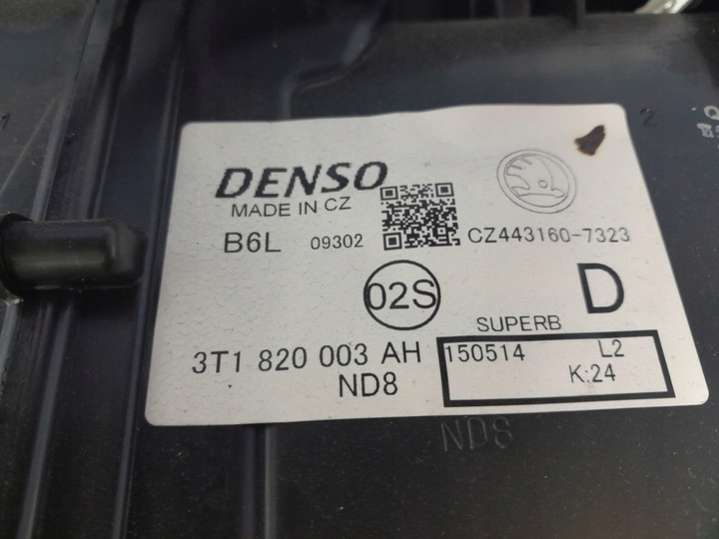 DENSO
MADE IN CZ
B6L 09302 CZ443160-7323
02S D
SUPERB
3T1 820 003 AH 150514 L2
ND8 K:24
ND8
2